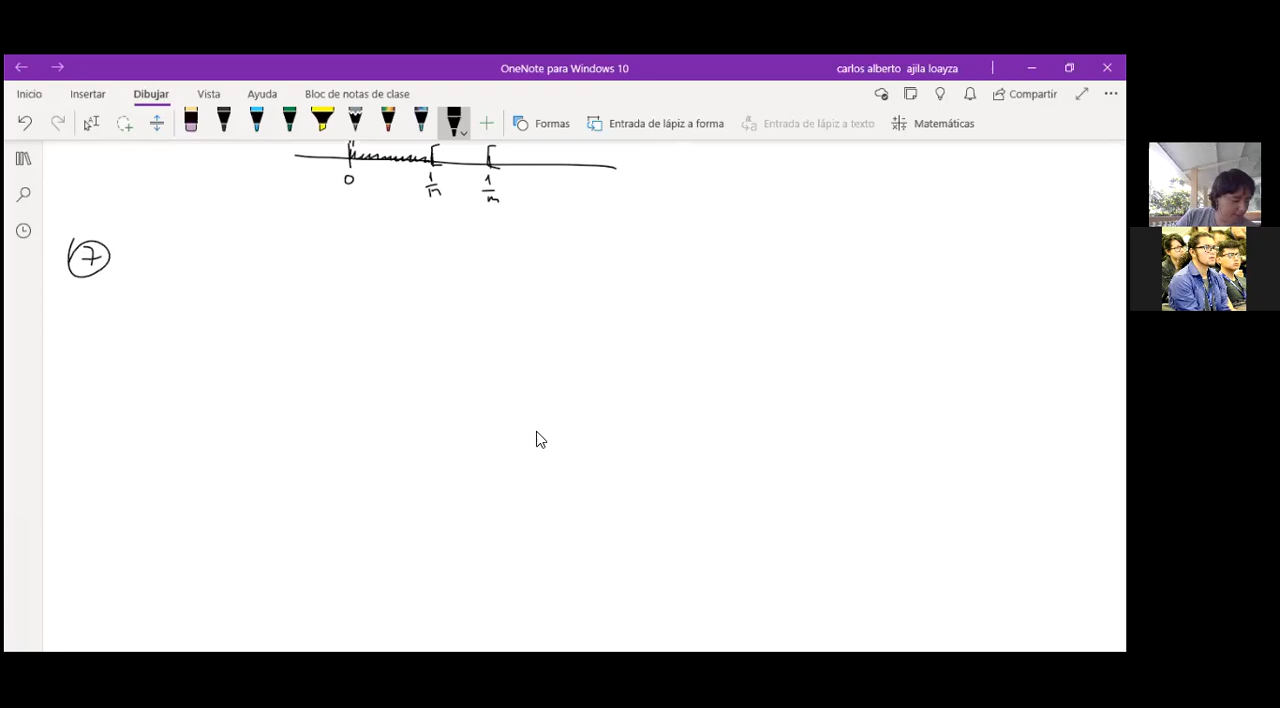 OneNote para Windows 10
carlos alberto ajila loayza
Inicio Insertar Dibujar Vista Ayuda Bloc de notas de clase
Compartir
Formas Entrada de lápiz a forma Entrada de lápiz a texto Matemáticas
0 1/n 1/m
7